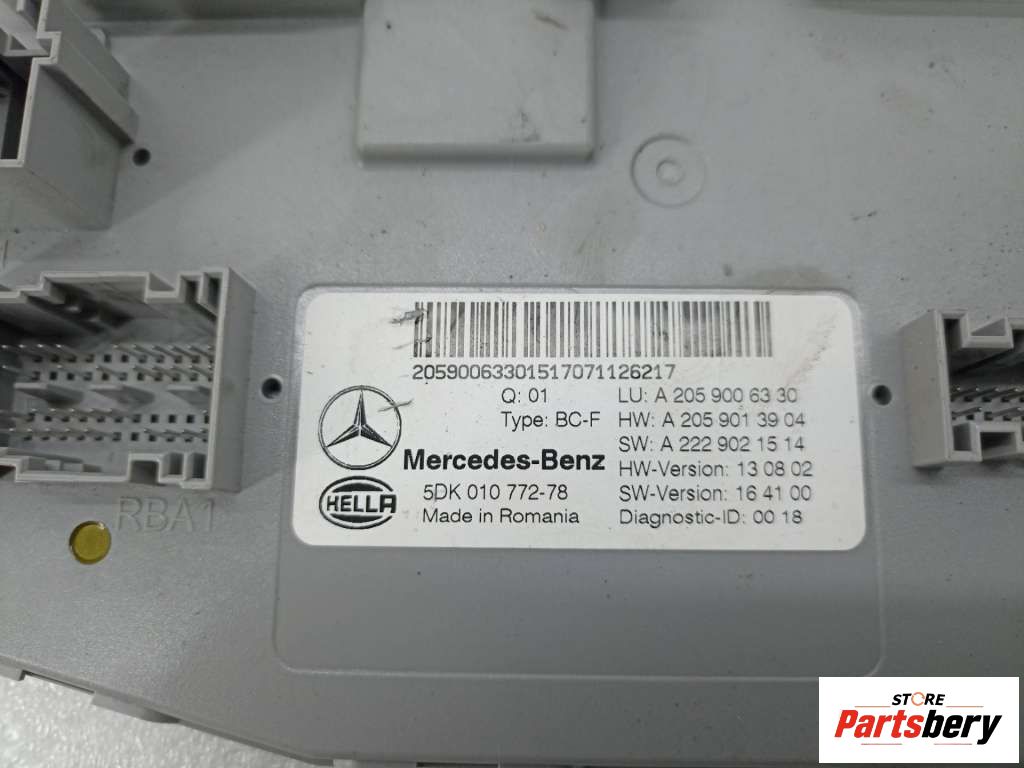 2059006330151707112621​7
Q: 01 LU: A 205 900 63 30
Type: BC-F HW: A 205 901 39 04
SW: A 222 902 15 14
Mercedes-Benz HW-Version: 13 08 02
HELLA 5DK 010 772-78 SW-Version: 16 41 00
Made in Romania Diagnostic-ID: 00 18
RBA1
STORE
Partsbery